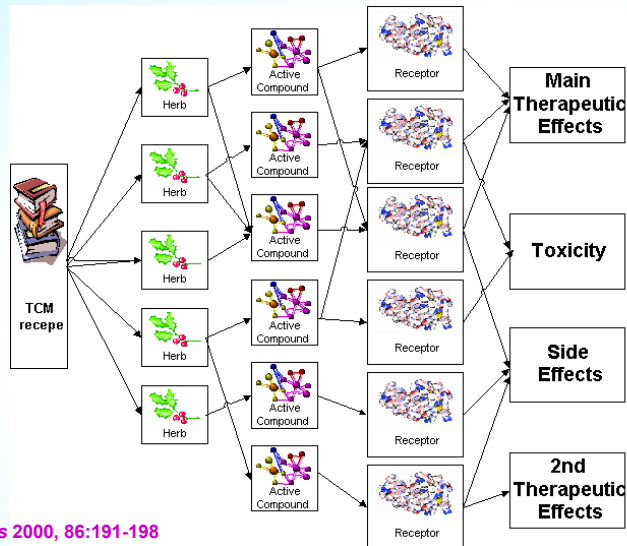 TCM
recepe
Herb
Herb
Herb
Herb
Herb
Active
Compound
Active
Compound
Active
Compound
Active
Compound
Active
Compound
Active
Compound
Receptor
Receptor
Receptor
Receptor
Receptor
Receptor
Main
Therapeutic
Effects
Toxicity
Side
Effects
2nd
Therapeutic
Effects
s 2000, 86:191-198